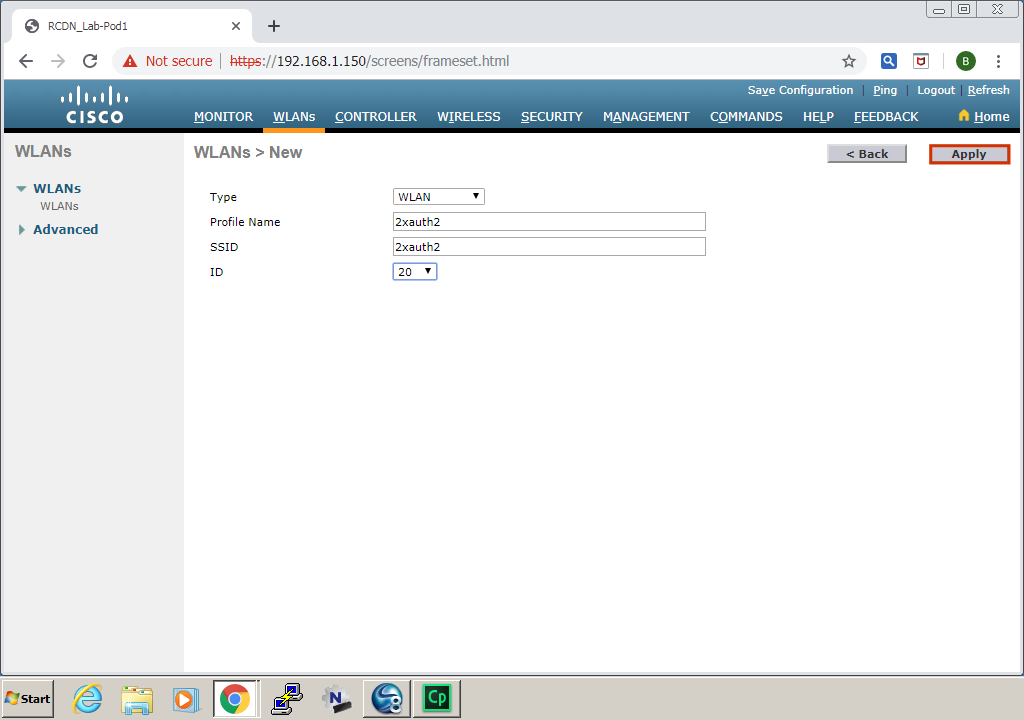 RCDN_Lab-Pod1
Not secure https://192.168.1.150/screens/frameset.html
B
Save Configuration Ping Logout Refresh
CISCO
MONITOR WLANs CONTROLLER WIRELESS SECURITY MANAGEMENT COMMANDS HELP FEEDBACK Home
WLANs
WLANs > New
< Back
Apply
WLANs
WLANs
Advanced
Type WLAN
Profile Name 2xauth2
SSID 2xauth2
ID 20
Start
N
Cp